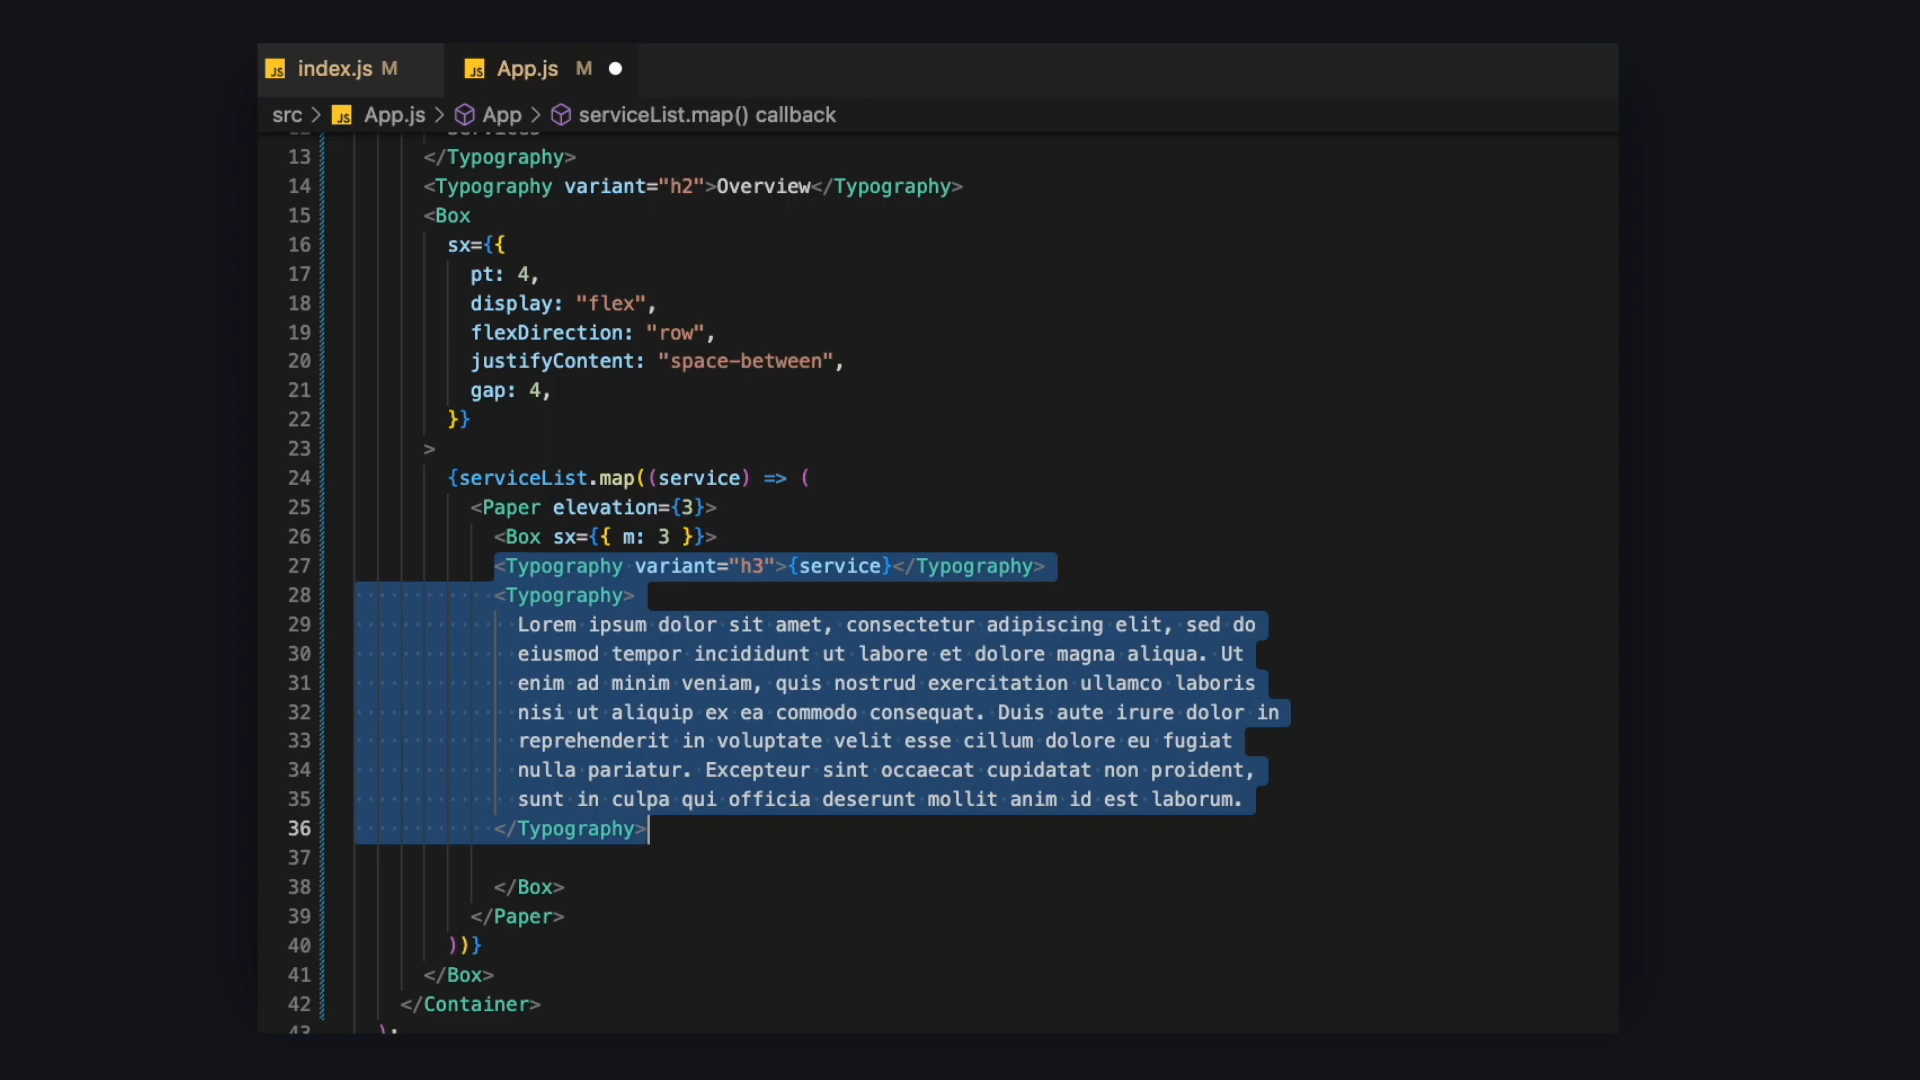 index.js M App.js M
src > App.js > App > serviceList.map() callback
13 </Typography>
14 <Typography variant="h2">Overview</Typography>
15 <Box
16 sx={{
17 pt: 4,
18 display: "flex",
19 flexDirection: "row",
20 justifyContent: "space-between",
21 gap: 4,
22 }}
23 >
24 {serviceList.map((service) => (
25 <Paper elevation={3}>
26 <Box sx={{ m: 3 }}>
27 <Typography variant="h3">{service}</Typography>
28 <Typography>
29 Lorem ipsum dolor sit amet, consectetur adipiscing elit, sed do
30 eiusmod tempor incididunt ut labore et dolore magna aliqua. Ut
31 enim ad minim veniam, quis nostrud exercitation ullamco laboris
32 nisi ut aliquip ex ea commodo consequat. Duis aute irure dolor in
33 reprehenderit in voluptate velit esse cillum dolore eu fugiat
34 nulla pariatur. Excepteur sint occaecat cupidatat non proident,
35 sunt in culpa qui officia deserunt mollit anim id est laborum.
36 </Typography>
37
38 </Box>
39 </Paper>
40 ))}
41 </Box>
42 </Container>